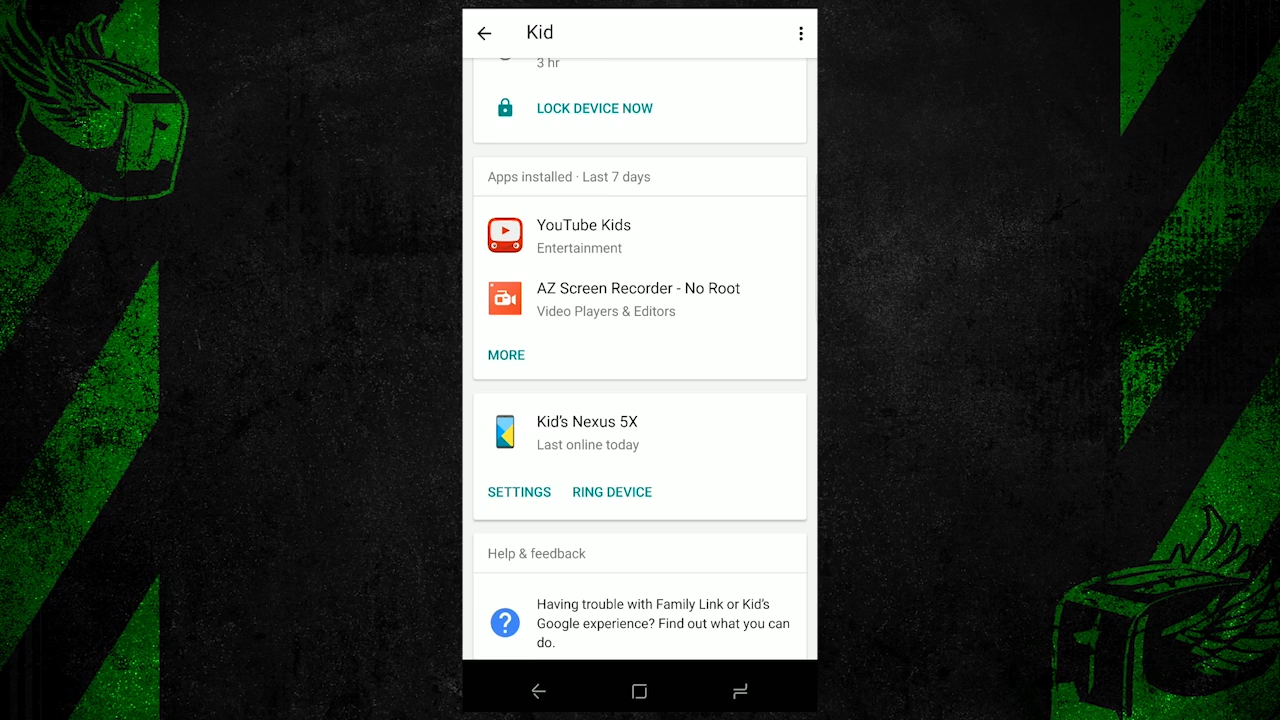 Kid
3 hr
LOCK DEVICE NOW
Apps installed · Last 7 days
YouTube Kids
Entertainment
AZ Screen Recorder - No Root
Video Players & Editors
MORE
Kid's Nexus 5X
Last online today
SETTINGS RING DEVICE
Help & feedback
Having trouble with Family Link or Kid's
Google experience? Find out what you can
do.